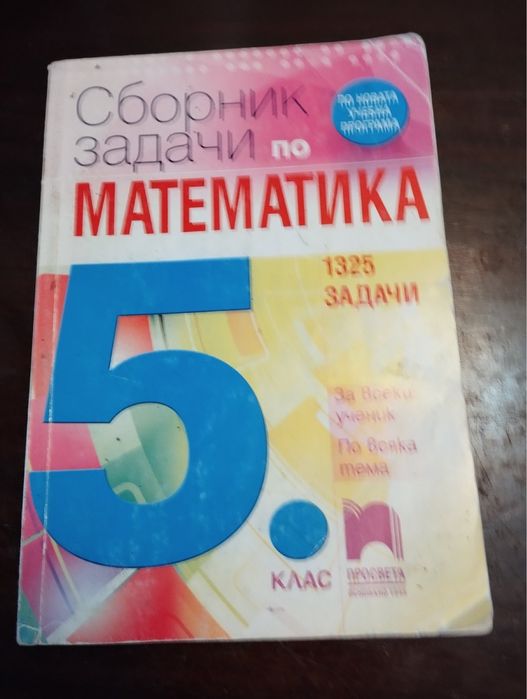 Сборник
задачи по
МАТЕМАТИКА
ПО НОВАТА
УЧЕБНА
ПРОГРАМА
1325
ЗАДАЧИ
5.
КЛАС
За всеки
ученик
По всяка
тема
ПРОСВЕТА